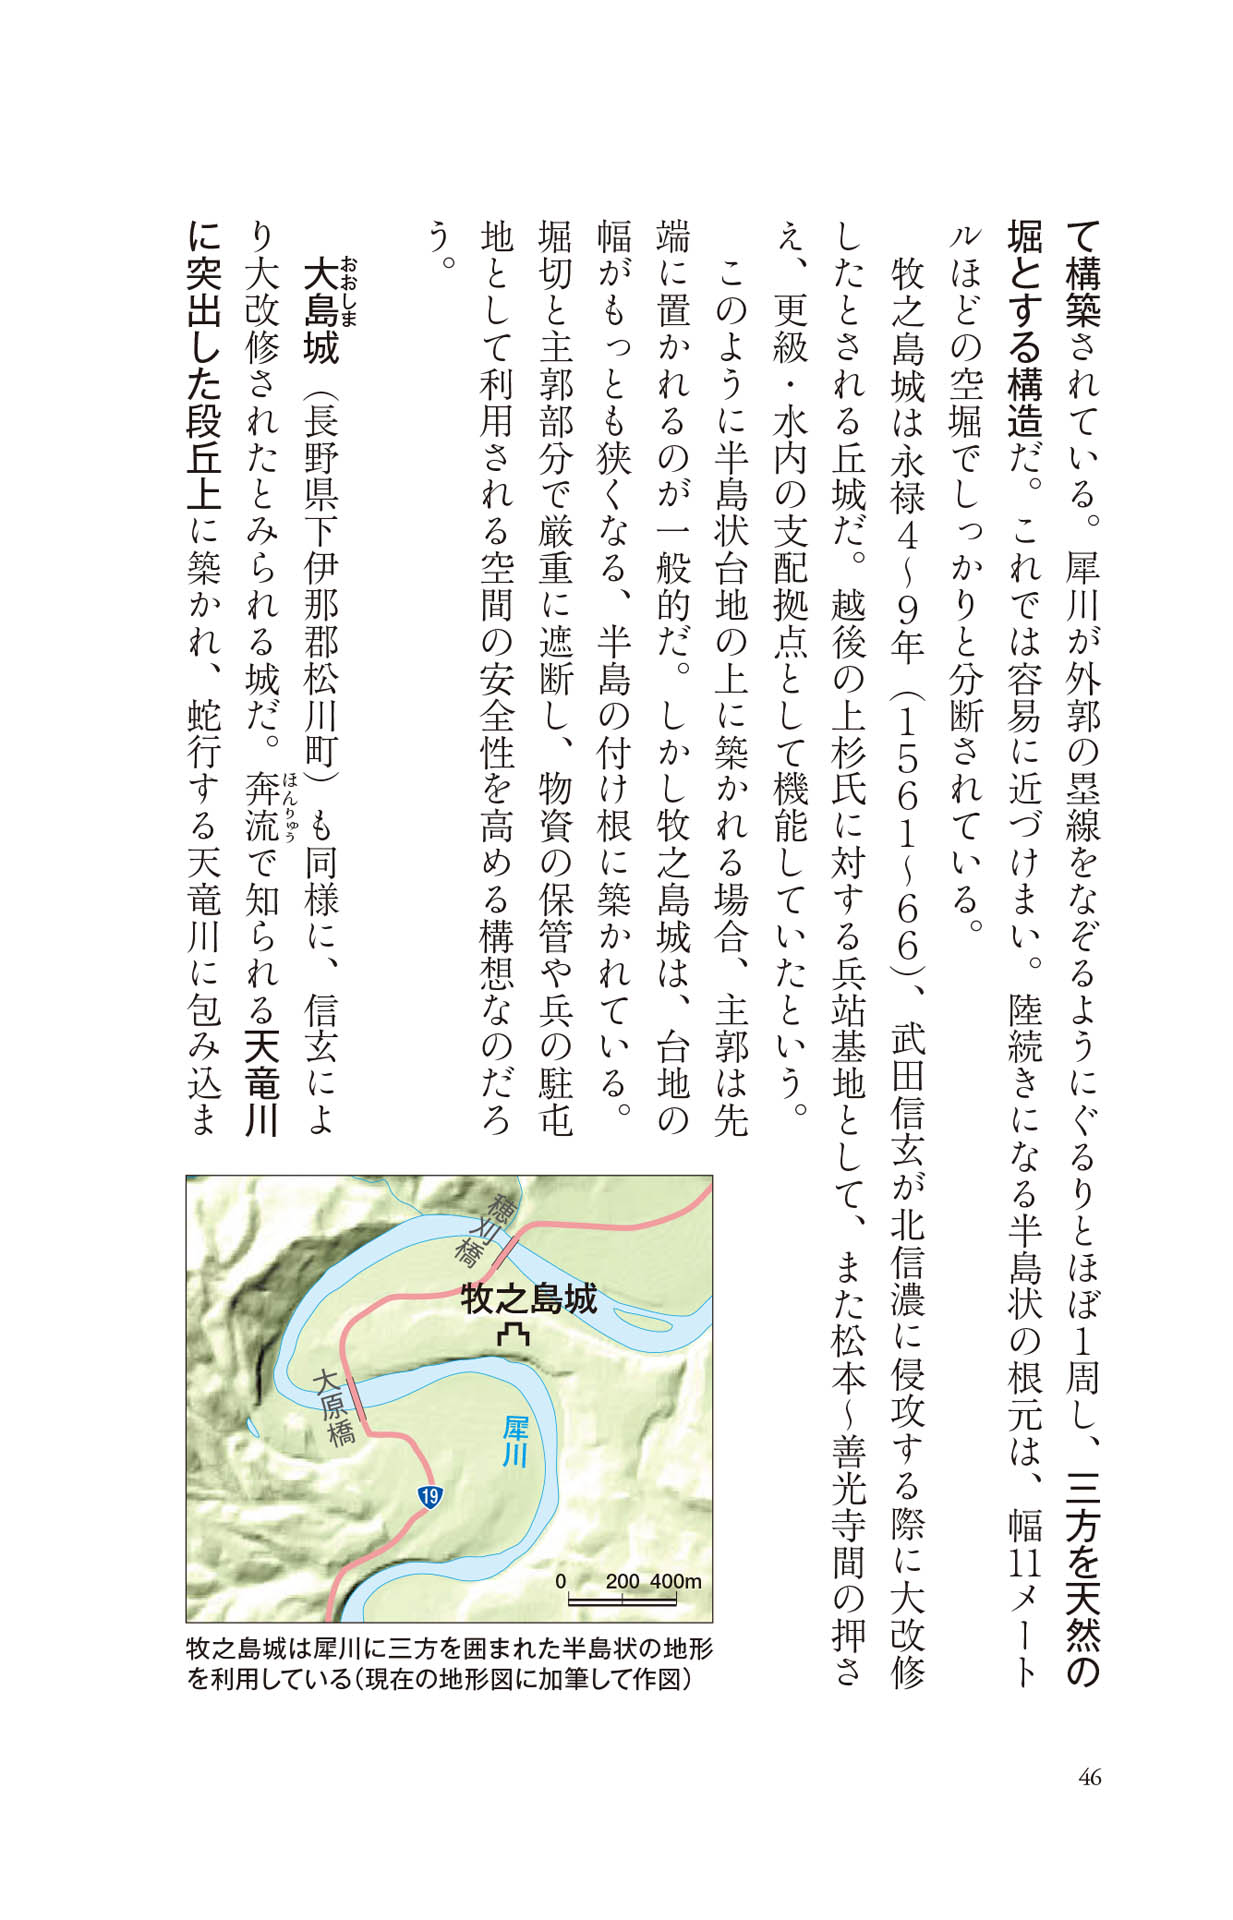 て構築されている。犀川が外郭の塁線をなぞるようにぐるりとほぼ1周し、三方を天然の
堀とする構造だ。これでは容易に近づけまい。陸続きになる半島状の根元は、幅11メート
ルほどの空堀でしっかりと分断されている。
　牧之島城は永禄4〜9年（1561〜66）、武田信玄が北信濃に侵攻する際に大改修
したとされる丘城だ。越後の上杉氏に対する兵站基地として、また松本〜善光寺間の押さ
え、更級・水内の支配拠点として機能していたという。
　このように半島状台地の上に築かれる場合、主郭は先
端に置かれるのが一般的だ。しかし牧之島城は、台地の
幅がもっとも狭くなる、半島の付け根に築かれている。
堀切と主郭部分で厳重に遮断し、物資の保管や兵の駐屯
地として利用される空間の安全性を高める構想なのだろ
う。
おおしま
　大島城（長野県下伊那郡松川町）も同様に、信玄によ
ほんりゅう
り大改修されたとみられる城だ。奔流で知られる天竜川
に突出した段丘上に築かれ、蛇行する天竜川に包み込ま
穂刈橋
牧之島城
大原橋
犀川
19
0 200 400m
牧之島城は犀川に三方を囲まれた半島状の地形
を利用している（現在の地形図に加筆して作図）
46